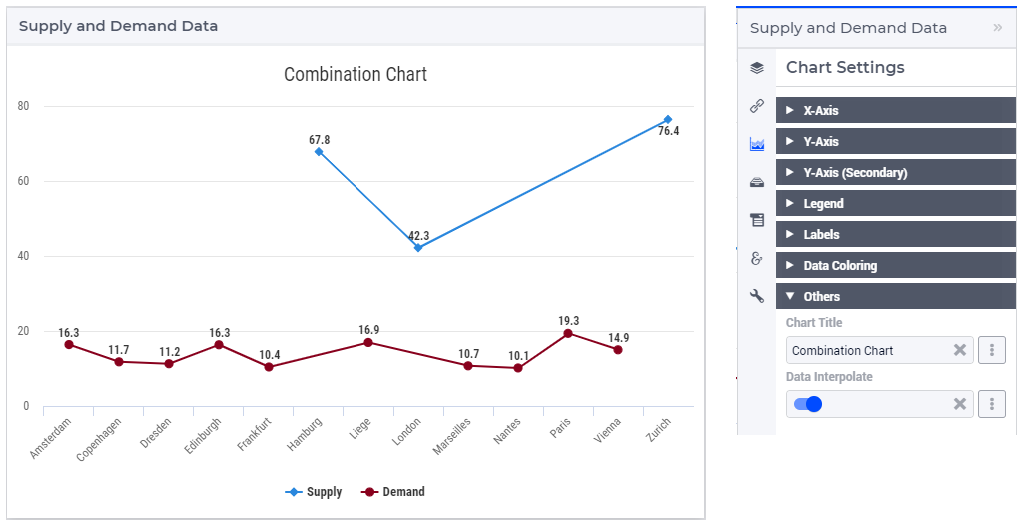 Supply and Demand Data
Combination Chart
80
60
40
20
0
67.8
76.4
42.3
16.3
11.7
11.2
16.3
10.4
16.9
10.7
10.1
19.3
14.9
Amsterdam
Copenhagen
Dresden
Edinburgh
Frankfurt
Hamburg
Liege
London
Marseilles
Nantes
Paris
Vienna
Zurich
Supply
Demand
Supply and Demand Data
Chart Settings
X-Axis
Y-Axis
Y-Axis (Secondary)
Legend
Labels
Data Coloring
Others
Chart Title
Combination Chart
Data Interpolate